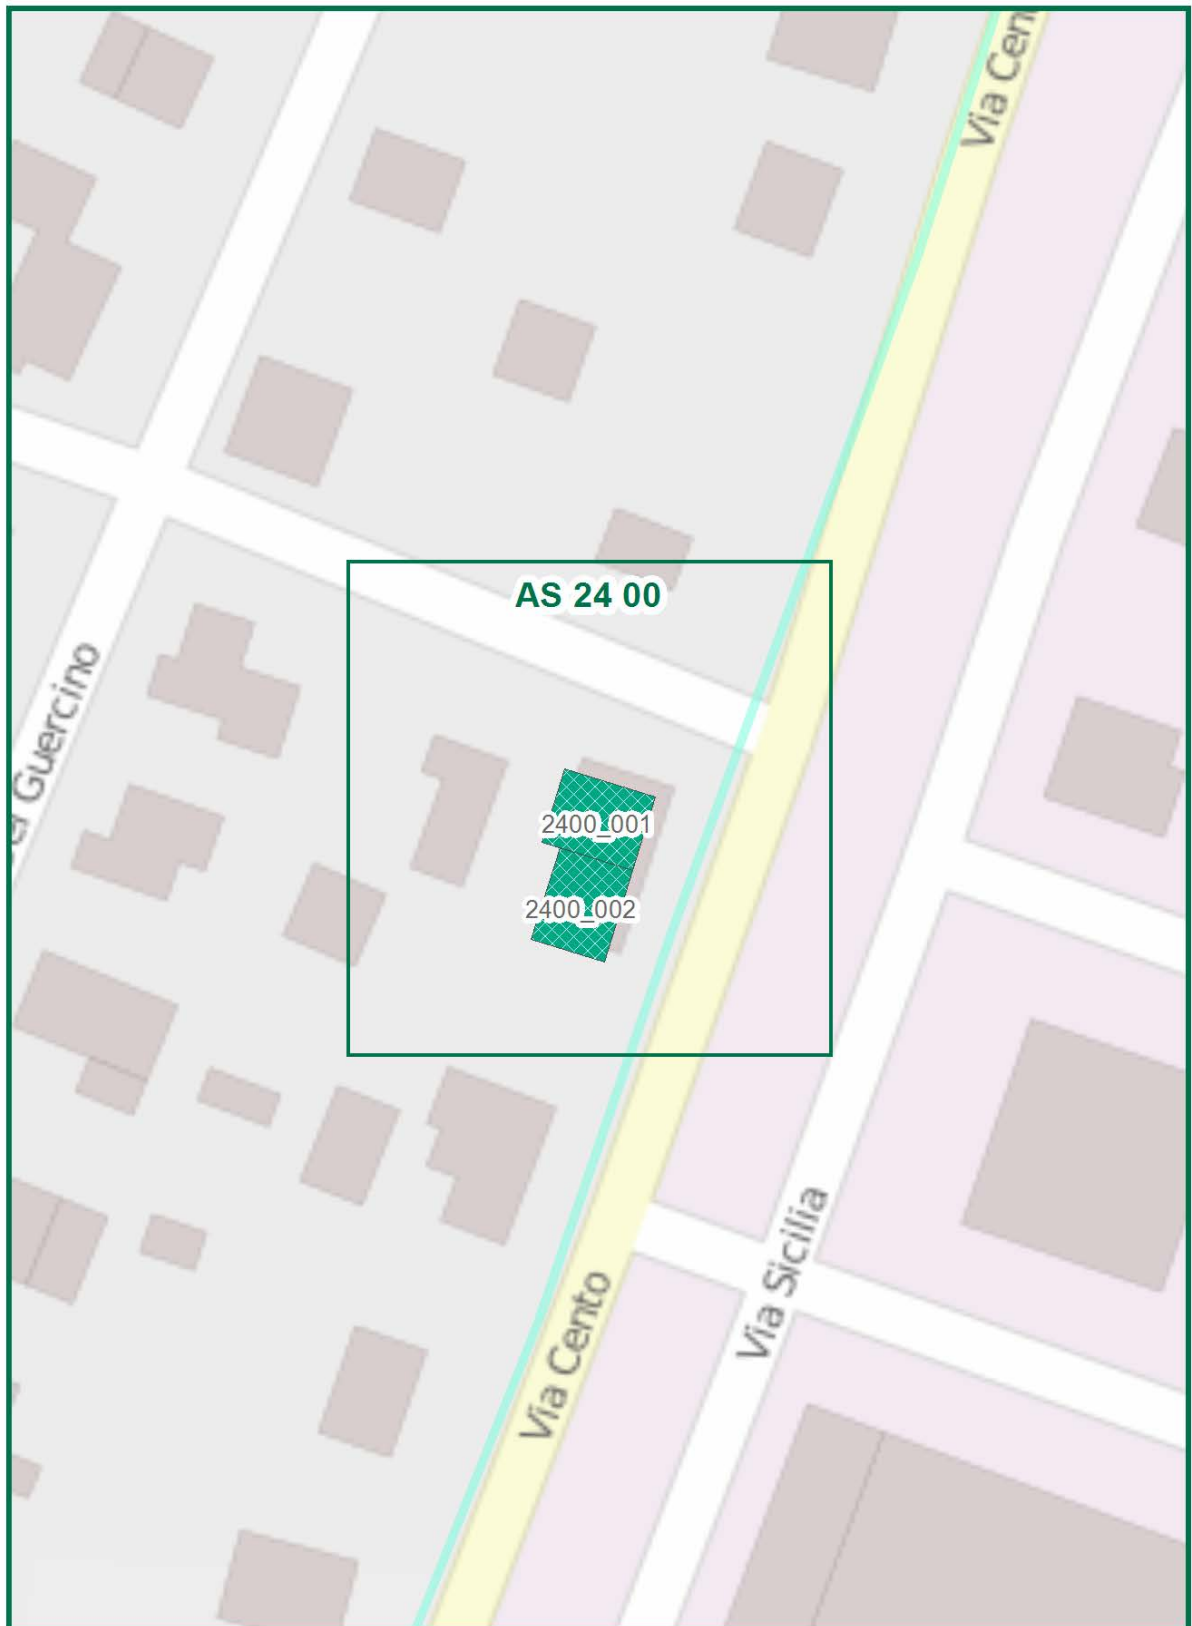 Via Cen
AS 24 00
Guercino
2400_001
2400_002
Via Sicilia
Via Cento